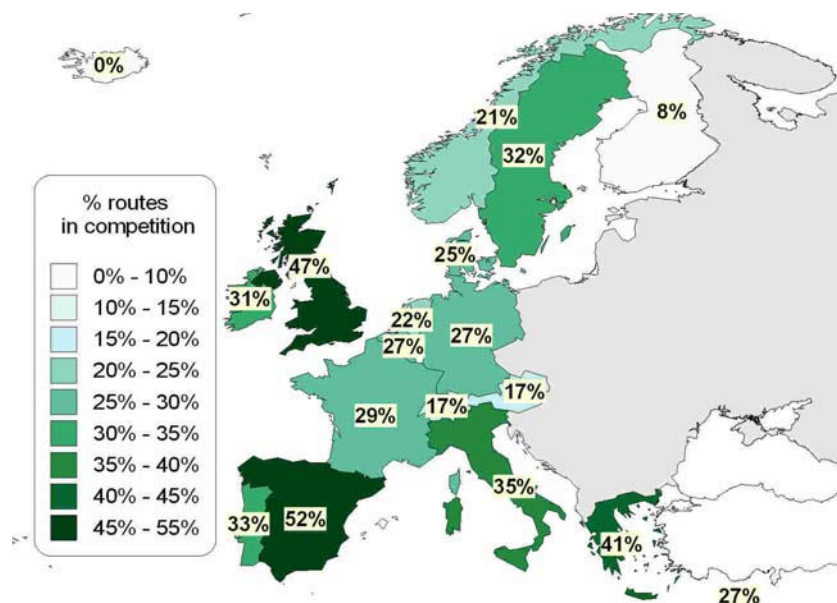 0%
8%
21%
32%
% routes
in competition
0% - 10%
10% - 15%
15% - 20%
20% - 25%
25% - 30%
30% - 35%
35% - 40%
40% - 45%
45% - 55%
25%
47%
31%
22%
27%
27%
17%
17%
29%
35%
33%
52%
41%
27%